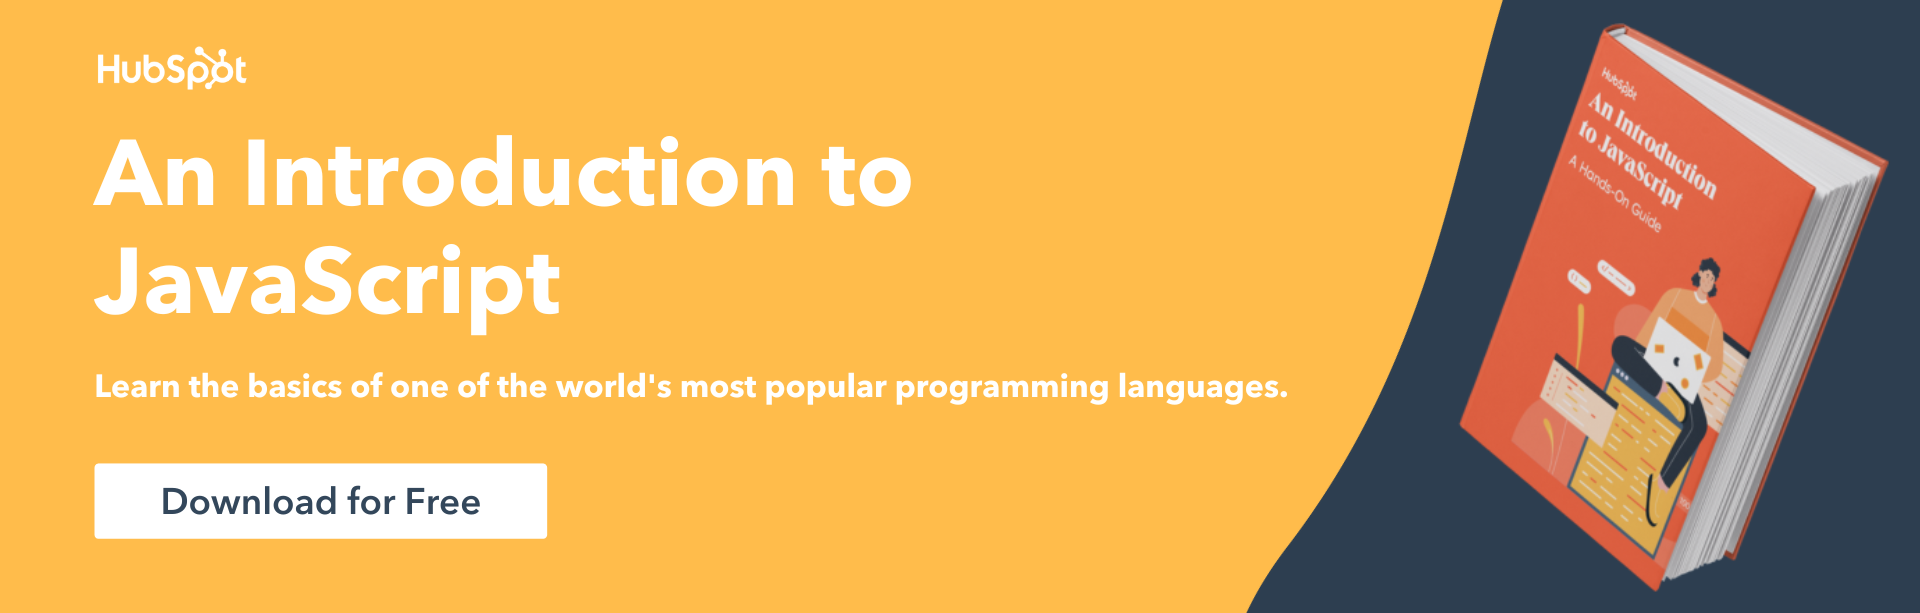 HubSpot
An Introduction to
JavaScript
Learn the basics of one of the world's most popular programming languages.
Download for Free
HubSpot
An Introduction
to JavaScript
A Hands-On Guide